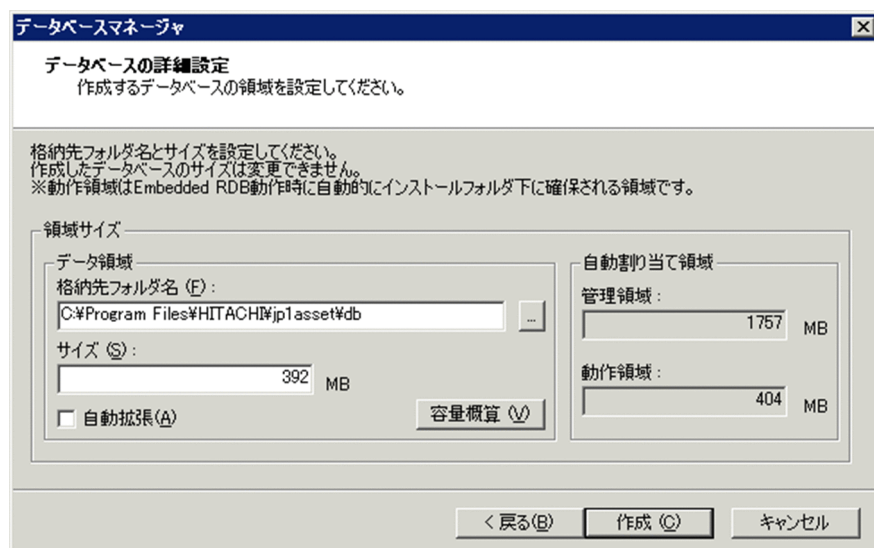 データベースマネージャ
データベースの詳細設定
作成するデータベースの領域を設定してください。
格納先フォルダ名とサイズを設定してください。
作成したデータベースのサイズは変更できません。
※動作領域はEmbedded RDB動作時に自動的にインストールフォルダ下に確保される領域です。
領域サイズ
データ領域
格納先フォルダ名 (F) :
C:¥Program Files¥HITACHI¥jp1asset¥db
...
サイズ (S) :
392 MB
自動拡張(A)
容量概算 (V)
自動割り当て領域
管理領域 :
1757 MB
動作領域 :
404 MB
< 戻る(B)
作成 (C)
キャンセル